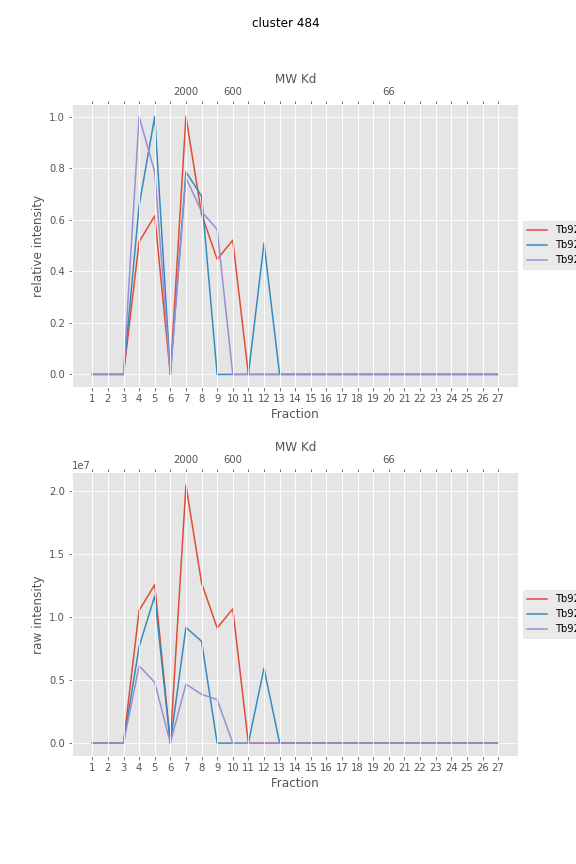 cluster 484
MW Kd
2000 600 66
1.0
0.8
0.6
0.4
0.2
0.0
relative intensity
Tb92
Tb92
Tb92
1 2 3 4 5 6 7 8 9 10 11 12 13 14 15 16 17 18 19 20 21 22 23 24 25 26 27
Fraction
MW Kd
1e7
2000 600 66
2.0
1.5
1.0
0.5
0.0
raw intensity
Tb92
Tb92
Tb92
1 2 3 4 5 6 7 8 9 10 11 12 13 14 15 16 17 18 19 20 21 22 23 24 25 26 27
Fraction